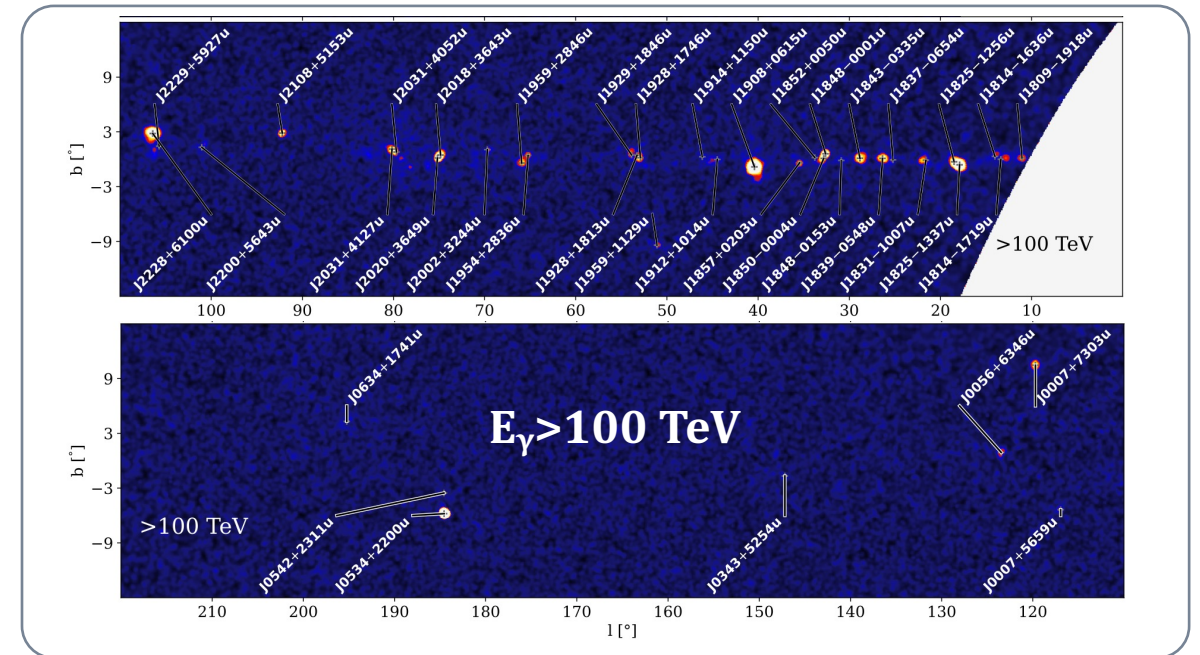 J2229+5927u
J2108+5153u
J2031+4052u
J2018+3643u
J1959+2846u
J1929+1846u
J1928+1746u
J1914+1150u
J1908+0615u
J1852+0050u
J1848−0001u
J1843−0335u
J1837−0654u
J1825−1256u
J1814−1636u
J1809−1918u
9
3
−3
−9
b [°]
J2228+6100u
J2200+5643u
J2031+4127u
J2020+3649u
J2002+3244u
J1954+2836u
J1928+1813u
J1959+1129u
J1912+1014u
J1857+0203u
J1850−0004u
J1848−0153u
J1839−0548u
J1831−1007u
J1825−1337u
J1814−1719u
>100 TeV
100 90 80 70 60 50 40 30 20 10
J0634+1741u
J0056+6346u
J0007+7303u
9
3
−3
−9
b [°]
Eγ>100 TeV
>100 TeV
J0542+2311u
J0534+2200u
J0343+5254u
J0007+5659u
210 200 190 180 170 160 150 140 130 120
l [°]